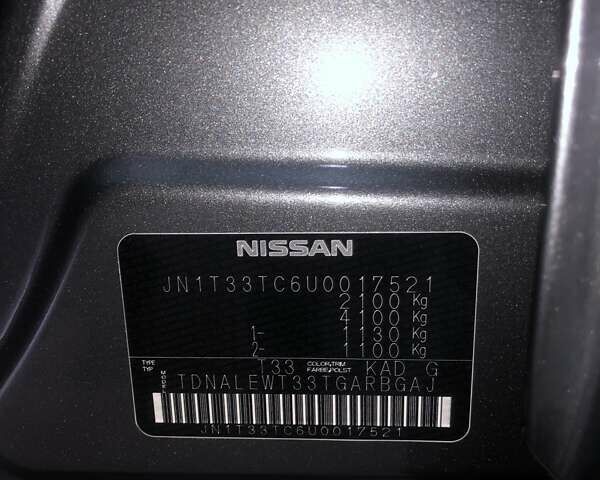 NISSAN
JN1T33TC6U0017521
2100 Kg
4100 Kg
1- 1130 Kg
2- 1100 Kg
TYPE TYP T33 COLOR,TRIM FARBE,POLST KAD G
MODEL TDNALEWT33TGARBGAJ
JN1T33TC6U0017521